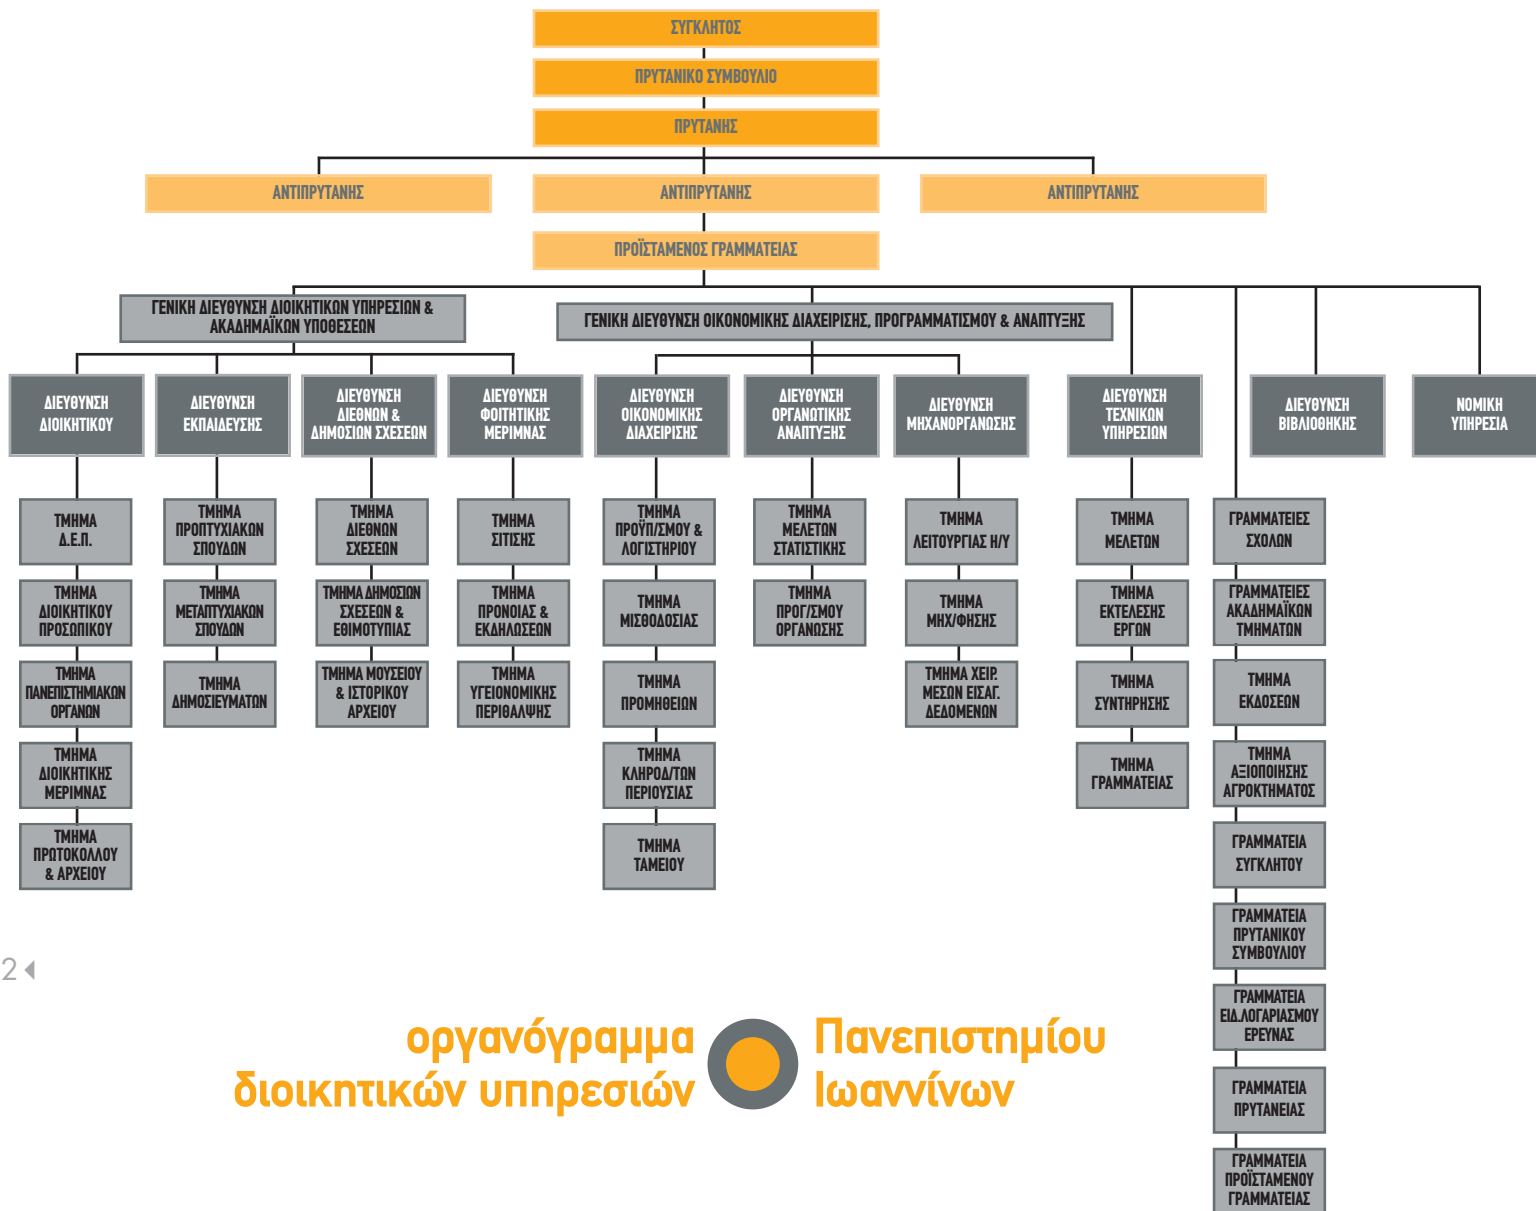 ΣΥΓΚΛΗΤΟΣ
ΠΡΥΤΑΝΙΚΟ ΣΥΜΒΟΥΛΙΟ
ΠΡΥΤΑΝΗΣ
ΑΝΤΙΠΡΥΤΑΝΗΣ
ΑΝΤΙΠΡΥΤΑΝΗΣ
ΑΝΤΙΠΡΥΤΑΝΗΣ
ΠΡΟΪΣΤΑΜΕΝΟΣ ΓΡΑΜΜΑΤΕΙΑΣ
ΓΕΝΙΚΗ ΔΙΕΥΘΥΝΣΗ ΔΙΟΙΚΗΤΙΚΩΝ ΥΠΗΡΕΣΙΩΝ &
ΑΚΑΔΗΜΑΪΚΩΝ ΥΠΟΘΕΣΕΩΝ
ΓΕΝΙΚΗ ΔΙΕΥΘΥΝΣΗ ΟΙΚΟΝΟΜΙΚΗΣ ΔΙΑΧΕΙΡΙΣΗΣ, ΠΡΟΓΡΑΜΜΑΤΙΣΜΟΥ & ΑΝΑΠΤΥΞΗΣ
ΔΙΕΥΘΥΝΣΗ
ΔΙΟΙΚΗΤΙΚΟΥ
ΔΙΕΥΘΥΝΣΗ
ΕΚΠΑΙΔΕΥΣΗΣ
ΔΙΕΥΘΥΝΣΗ
ΔΙΕΘΝΩΝ &
ΔΗΜΟΣΙΩΝ ΣΧΕΣΕΩΝ
ΔΙΕΥΘΥΝΣΗ
ΦΟΙΤΗΤΙΚΗΣ
ΜΕΡΙΜΝΑΣ
ΔΙΕΥΘΥΝΣΗ
ΟΙΚΟΝΟΜΙΚΗΣ
ΔΙΑΧΕΙΡΙΣΗΣ
ΔΙΕΥΘΥΝΣΗ
ΟΡΓΑΝΩΤΙΚΗΣ
ΑΝΑΠΤΥΞΗΣ
ΔΙΕΥΘΥΝΣΗ
ΜΗΧΑΝΟΡΓΑΝΩΣΗΣ
ΔΙΕΥΘΥΝΣΗ
ΤΕΧΝΙΚΩΝ
ΥΠΗΡΕΣΙΩΝ
ΔΙΕΥΘΥΝΣΗ
ΒΙΒΛΙΟΘΗΚΗΣ
ΝΟΜΙΚΗ
ΥΠΗΡΕΣΙΑ
ΤΜΗΜΑ
Δ.Ε.Π.
ΤΜΗΜΑ
ΔΙΟΙΚΗΤΙΚΟΥ
ΠΡΟΣΩΠΙΚΟΥ
ΤΜΗΜΑ
ΠΑΝΕΠΙΣΤΗΜΙΑΚΩΝ
ΟΡΓΑΝΩΝ
ΤΜΗΜΑ
ΔΙΟΙΚΗΤΙΚΗΣ
ΜΕΡΙΜΝΑΣ
ΤΜΗΜΑ
ΠΡΩΤΟΚΟΛΛΟΥ
& ΑΡΧΕΙΟΥ
ΤΜΗΜΑ
ΠΡΟΠΤΥΧΙΑΚΩΝ
ΣΠΟΥΔΩΝ
ΤΜΗΜΑ
ΜΕΤΑΠΤΥΧΙΑΚΩΝ
ΣΠΟΥΔΩΝ
ΤΜΗΜΑ
ΔΗΜΟΣΙΕΥΜΑΤΩΝ
ΤΜΗΜΑ
ΔΙΕΘΝΩΝ
ΣΧΕΣΕΩΝ
ΤΜΗΜΑ ΔΗΜΟΣΙΩΝ
ΣΧΕΣΕΩΝ &
ΕΘΙΜΟΤΥΠΙΑΣ
ΤΜΗΜΑ ΜΟΥΣΕΙΟΥ
& ΙΣΤΟΡΙΚΟΥ
ΑΡΧΕΙΟΥ
ΤΜΗΜΑ
ΣΙΤΙΣΗΣ
ΤΜΗΜΑ
ΠΡΟΝΟΙΑΣ &
ΕΚΔΗΛΩΣΕΩΝ
ΤΜΗΜΑ
ΥΓΕΙΟΝΟΜΙΚΗΣ
ΠΕΡΙΘΑΛΨΗΣ
ΤΜΗΜΑ
ΠΡΟΫΠ/ΣΜΟΥ &
ΛΟΓΙΣΤΗΡΙΟΥ
ΤΜΗΜΑ
ΜΙΣΘΟΔΟΣΙΑΣ
ΤΜΗΜΑ
ΠΡΟΜΗΘΕΙΩΝ
ΤΜΗΜΑ
ΚΛΗΡΟΔ/ΤΩΝ
ΠΕΡΙΟΥΣΙΑΣ
ΤΜΗΜΑ
ΤΑΜΕΙΟΥ
ΤΜΗΜΑ
ΜΕΛΕΤΩΝ
ΣΤΑΤΙΣΤΙΚΗΣ
ΤΜΗΜΑ
ΠΡΟΓ/ΣΜΟΥ
ΟΡΓΑΝΩΣΗΣ
ΤΜΗΜΑ
ΛΕΙΤΟΥΡΓΙΑΣ Η/Υ
ΤΜΗΜΑ
ΜΗΧ/ΦΗΣΗΣ
ΤΜΗΜΑ ΧΕΙΡ.
ΜΕΣΩΝ ΕΙΣΑΓ.
ΔΕΔΟΜΕΝΩΝ
ΤΜΗΜΑ
ΜΕΛΕΤΩΝ
ΤΜΗΜΑ
ΕΚΤΕΛΕΣΗΣ
ΕΡΓΩΝ
ΤΜΗΜΑ
ΣΥΝΤΗΡΗΣΗΣ
ΤΜΗΜΑ
ΓΡΑΜΜΑΤΕΙΑΣ
ΓΡΑΜΜΑΤΕΙΕΣ
ΣΧΟΛΩΝ
ΓΡΑΜΜΑΤΕΙΕΣ
ΑΚΑΔΗΜΑΪΚΩΝ
ΤΜΗΜΑΤΩΝ
ΤΜΗΜΑ
ΕΚΔΟΣΕΩΝ
ΤΜΗΜΑ
ΑΞΙΟΠΟΙΗΣΗΣ
ΑΓΡΟΚΤΗΜΑΤΟΣ
ΓΡΑΜΜΑΤΕΙΑ
ΣΥΓΚΛΗΤΟΥ
ΓΡΑΜΜΑΤΕΙΑ
ΠΡΥΤΑΝΙΚΟΥ
ΣΥΜΒΟΥΛΙΟΥ
ΓΡΑΜΜΑΤΕΙΑ
ΕΙΔ.ΛΟΓΑΡΙΑΣΜΟΥ
ΕΡΕΥΝΑΣ
ΓΡΑΜΜΑΤΕΙΑ
ΠΡΥΤΑΝΕΙΑΣ
ΓΡΑΜΜΑΤΕΙΑ
ΠΡΟΪΣΤΑΜΕΝΟΥ
ΓΡΑΜΜΑΤΕΙΑΣ
2
οργανόγραμμα
διοικητικών υπηρεσιών
Πανεπιστημίου
Ιωαννίνων